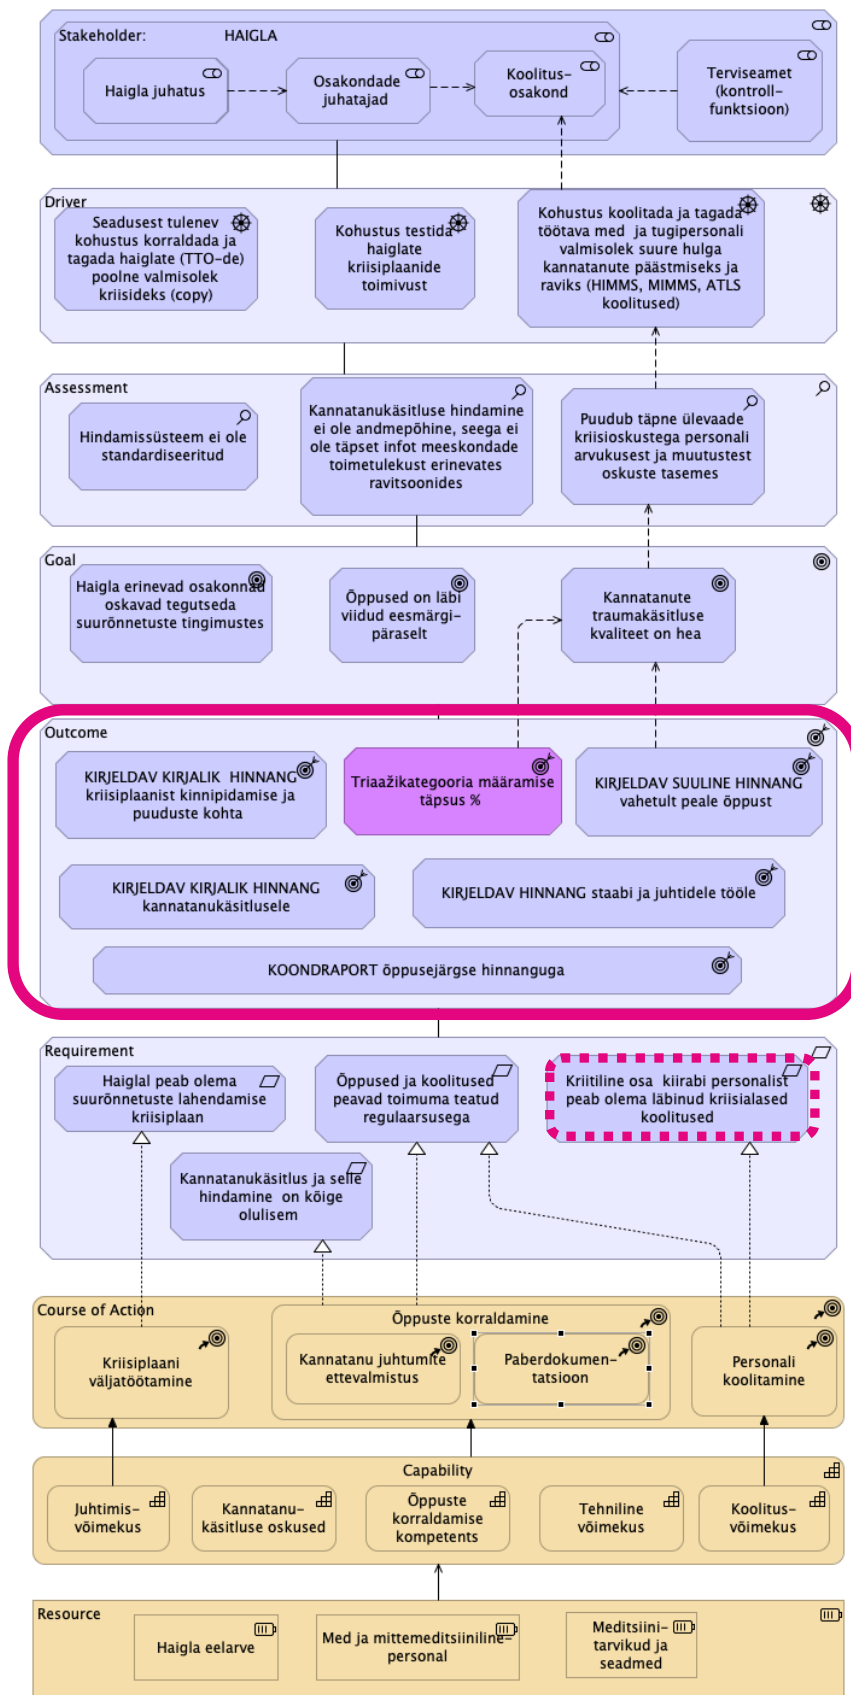 Stakeholder: HAIGLA
Haigla juhatus
Osakondade
juhatajad
Koolitus-
osakond
Terviseamet
(kontroll-
funktsioon)
Driver
Seadusest tulenev
kohustus korraldada ja
tagada haiglate (TTO-de)
poolne valmisolek
kriisideks (copy)
Kohustus testida
haiglate
kriisiplaanide
toimivust
Kohustus koolitada ja tagada
töötava med ja tugipersonali
valmisolek suure hulga
kannatanute päästmiseks ja
raviks (HIMMS, MIMMS, ATLS
koolitused)
Assessment
Hindamissüsteem ei ole
standardiseeritud
Kannatanukäsitluse hindamine
ei ole andmepõhine, seega ei
ole täpset infot meeskondade
toimetulekust erinevates
ravitsoonides
Puudub täpne ülevaade
kriisioskustega personali
arvukusest ja muutustest
oskuste tasemes
Goal
Haigla erinevad osakonnad
oskavad tegutseda
suurõnnetuste tingimustes
Õppused on läbi
viidud eesmärgi-
päraselt
Kannatanute
traumakäsitluse
kvaliteet on hea
Outcome
KIRJELDAV KIRJALIK HINNANG
kriisiplaanist kinnipidamise ja
puuduste kohta
Triaažikategooria määramise
täpsus %
KIRJELDAV SUULINE HINNANG
vahetult peale õppust
KIRJELDAV KIRJALIK HINNANG
kannatanukäsitlusele
KIRJELDAV HINNANG staabi ja juhtidele tööle
KOONDRAPORT õppusejärgse hinnanguga
Requirement
Haiglal peab olema
suurõnnetuste lahendamise
kriisiplaan
Õppused ja koolitused
peavad toimuma teatud
regulaarsusega
Kriitiline osa kiirabi personalist
peab olema läbinud kriisialased
koolitused
Kannatanukäsitlus ja selle
hindamine on kõige
olulisem
Course of Action
Kriisiplaani
väljatöötamine
Õppuste korraldamine
Kannatanu juhtumite
ettevalmistus
Paberdokumen-
tatsioon
Personali
koolitamine
Capability
Juhtimis-
võimekus
Kannatanu-
käsitluse oskused
Õppuste
korraldamise
kompetents
Tehniline
võimekus
Koolitus-
võimekus
Resource
Haigla eelarve
Med ja mittemeditsiiniline
personal
Meditsiini-
tarvikud ja
seadmed